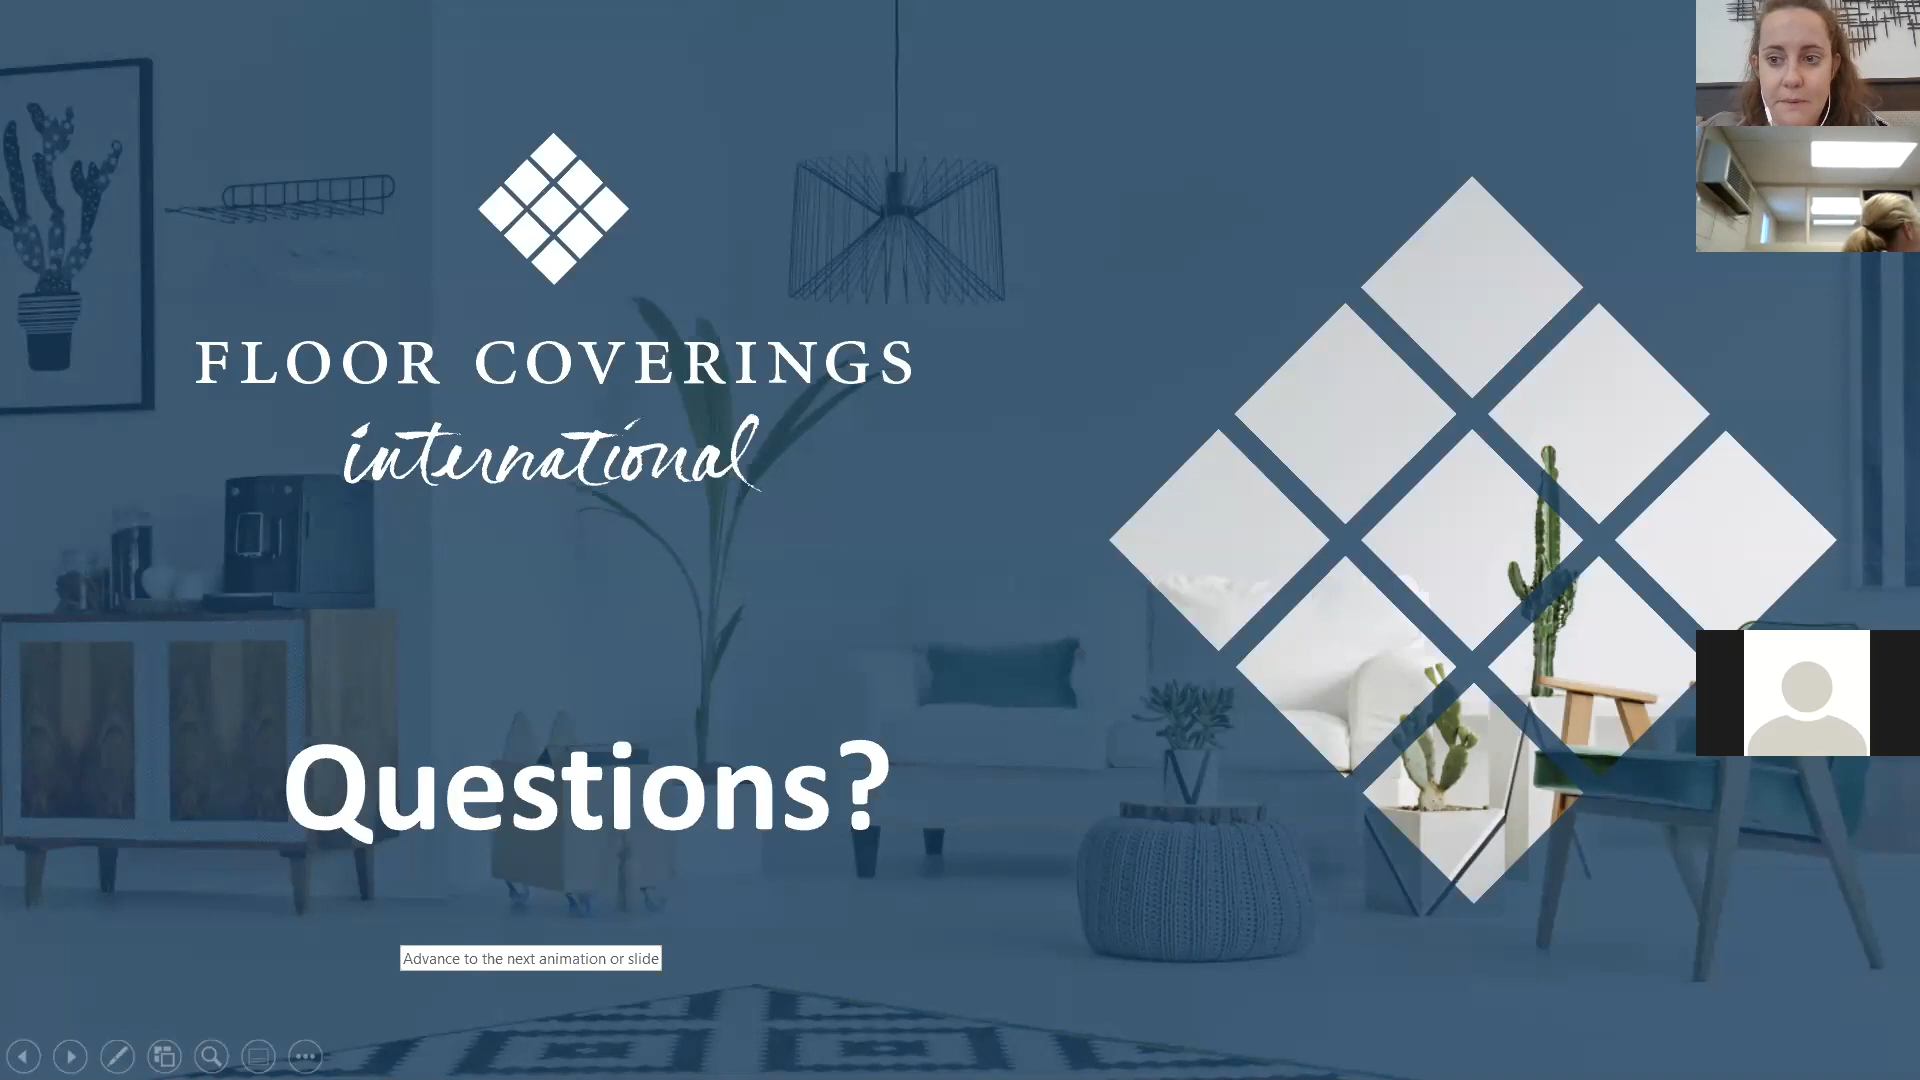 FLOOR COVERINGS
international
Questions?
Advance to the next animation or slide